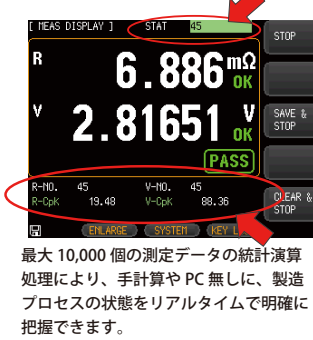 [ MEAS DISPLAY ] STAT 45
STOP
R 6.886 mΩ OK
V 2.81651 V OK
SAVE & STOP
PASS
R-NO. 45 V-NO. 45
R-CpK 19.48 V-CpK 88.36
CLEAR & STOP
ENLARGE SYSTEM KEY L
最大 10,000 個の測定データの統計演算
処理により、手計算や PC 無しに、製造
プロセスの状態をリアルタイムで明確に
把握できます。